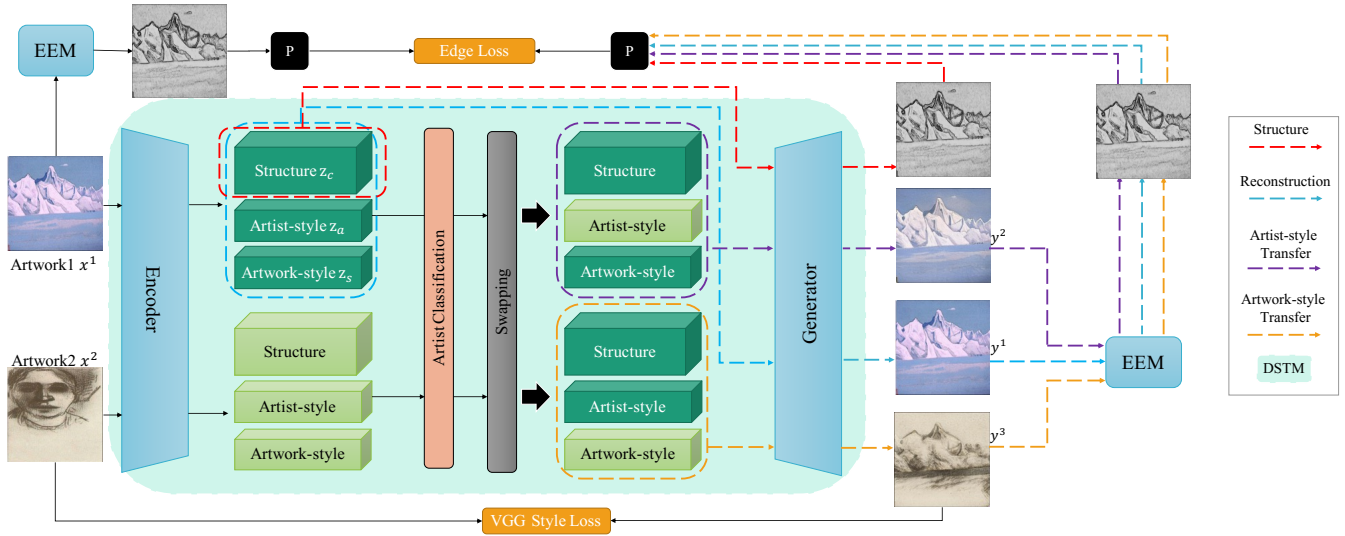 EEM
P
Edge Loss
P
Structure z_c
Artist-style z_a
Artwork-style z_s
Artwork1 x^1
Encoder
Structure
Artist-style
Artwork-style
Artwork2 x^2
Artist Classification
Swapping
Structure
Artist-style
Artwork-style
Structure
Artist-style
Artwork-style
Generator
y^2
y^1
y^3
EEM
VGG Style Loss
Structure
Reconstruction
Artist-style
Transfer
Artwork-style
Transfer
DSTM